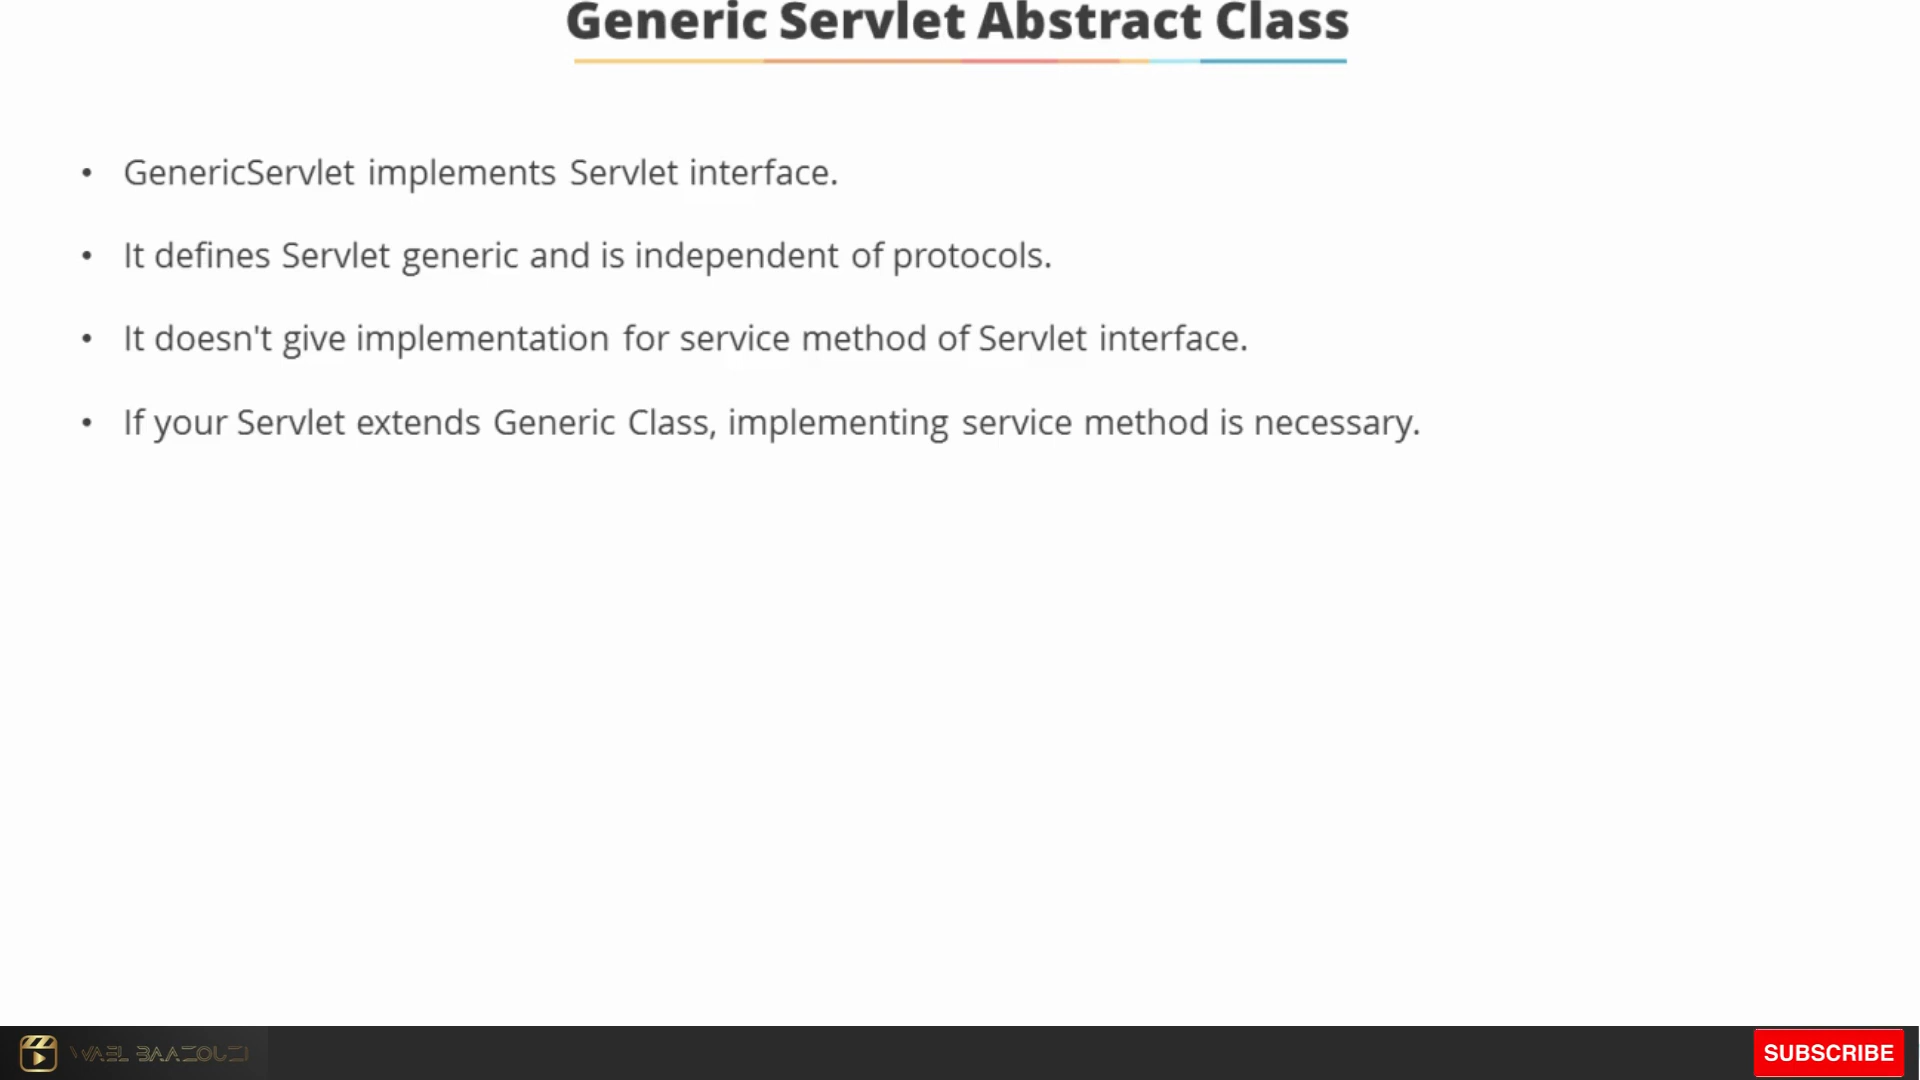 Generic Servlet Abstract Class
• GenericServlet implements Servlet interface.
• It defines Servlet generic and is independent of protocols.
• It doesn't give implementation for service method of Servlet interface.
• If your Servlet extends Generic Class, implementing service method is necessary.
WAEL BAAZOUZI
SUBSCRIBE